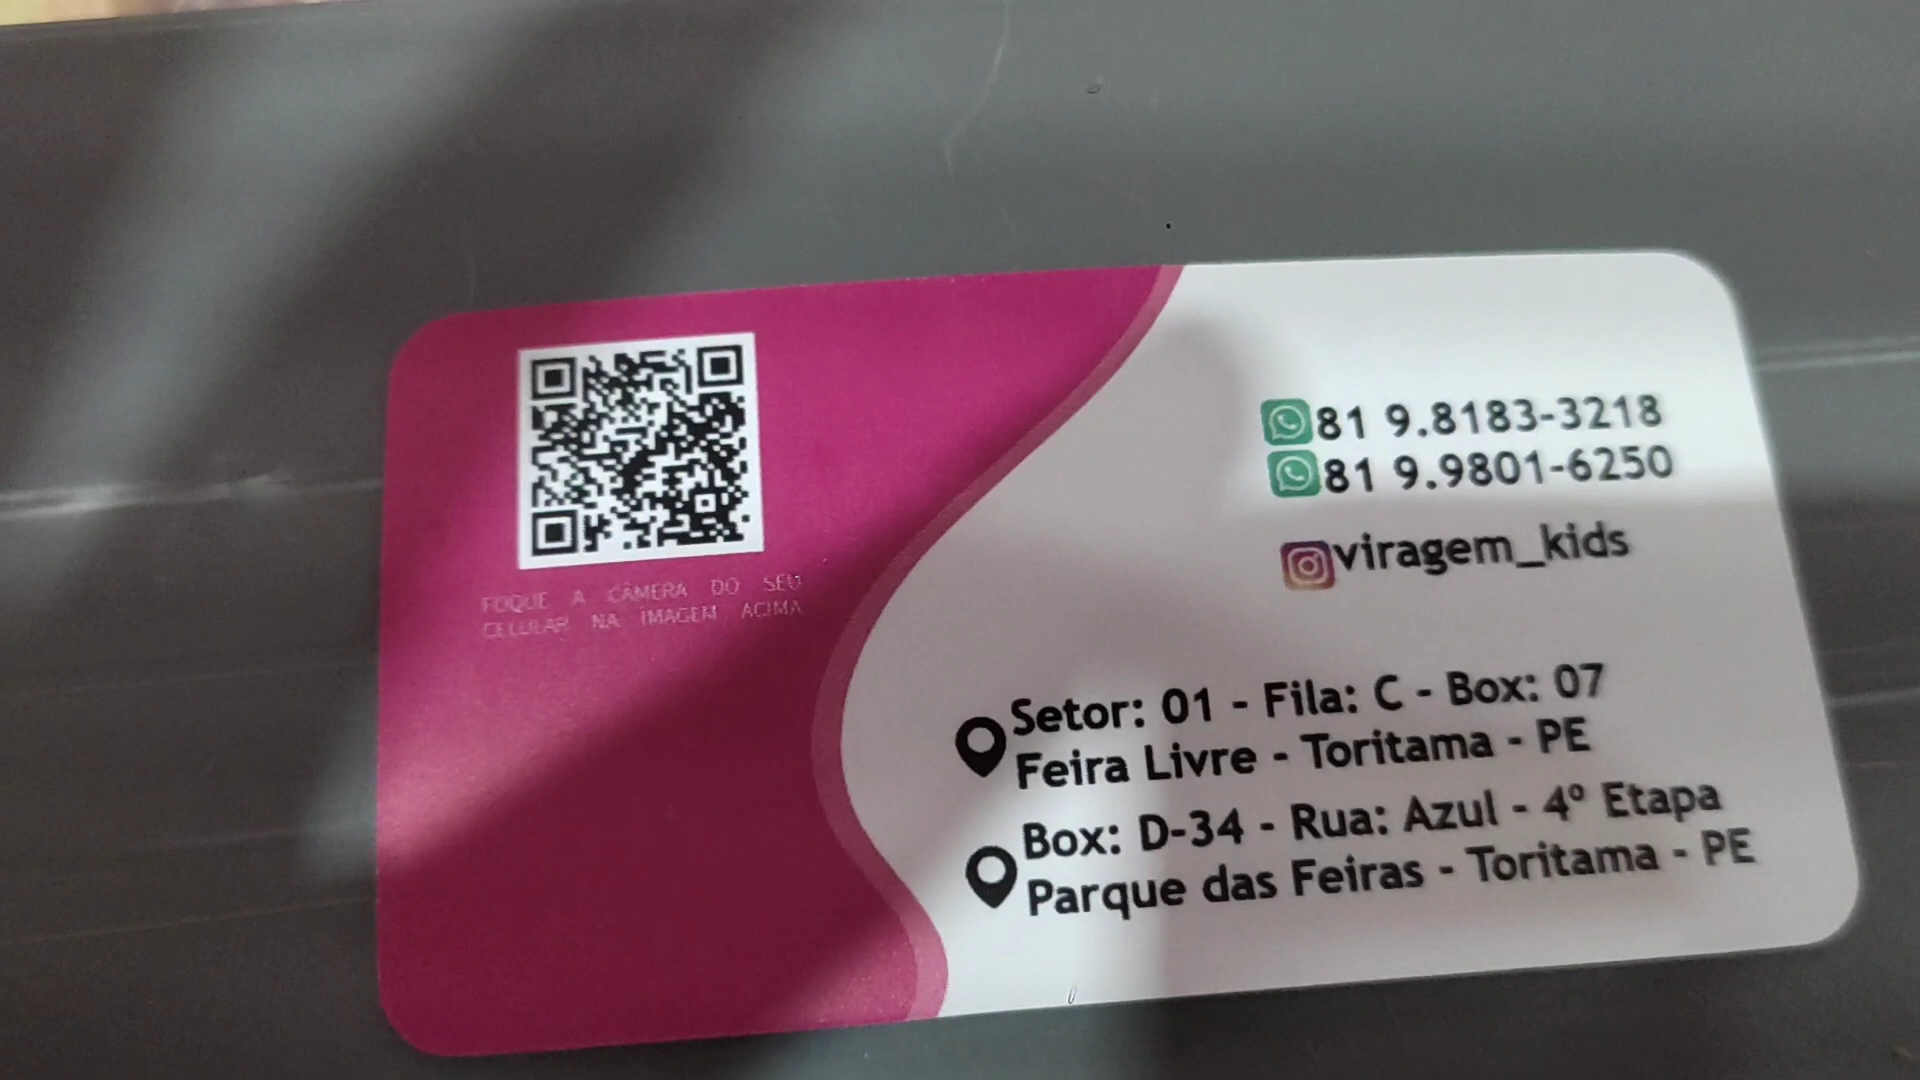 FOQUE A CÂMERA DO SEU
CELULAR NA IMAGEM ACIMA
81 9.8183-3218
81 9.9801-6250
viragem_kids
Setor: 01 - Fila: C - Box: 07
Feira Livre - Toritama - PE
Box: D-34 - Rua: Azul - 4º Etapa
Parque das Feiras - Toritama - PE